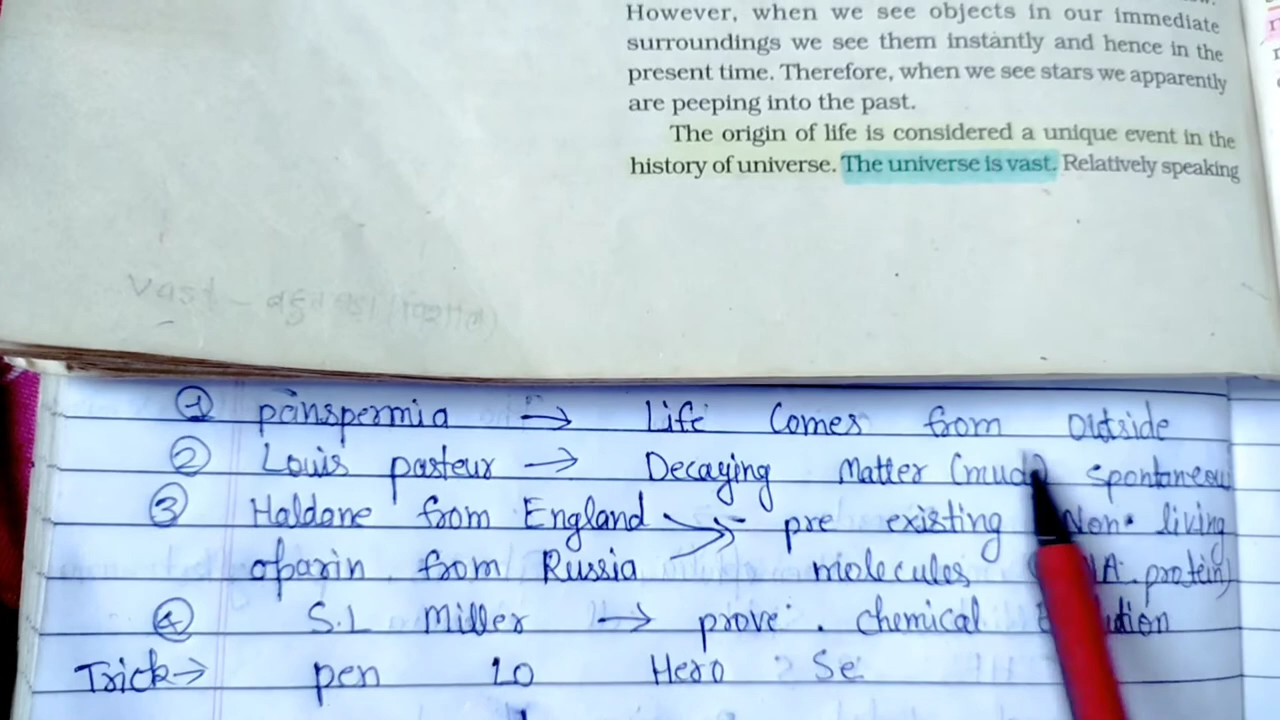 However, when we see objects in our immediate
surroundings we see them instantly and hence in the
present time. Therefore, when we see stars we apparently
are peeping into the past.
The origin of life is considered a unique event in the
history of universe. The universe is vast. Relatively speaking
Vast –
① panspermia → Life Comes from outside
② Louis pasteur → Decaying Matter (mud) spontaneou
③ Haldane from England pre existing Non living
oparin from Russia molecules protein)
④ S.L Miller → prove chemical
Trick → pen LO Hero Se